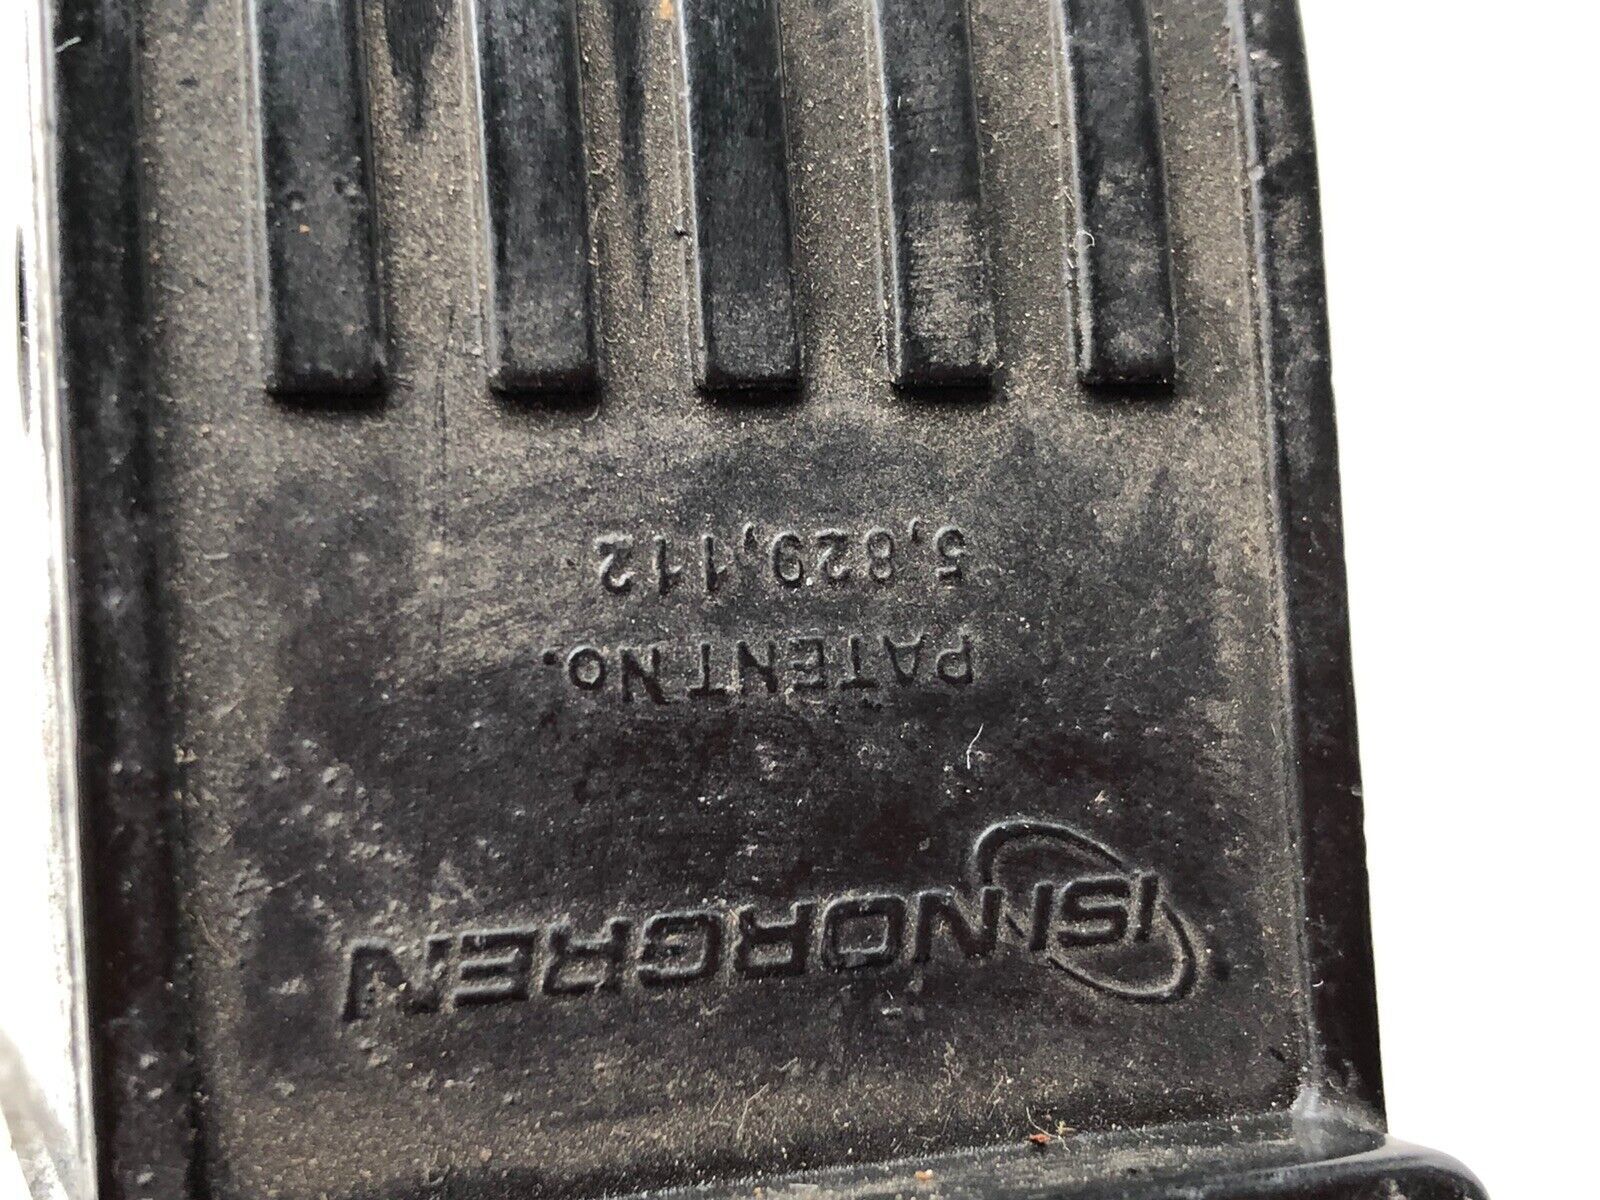 ISI NORGREN
PATENT NO.
5,829,112